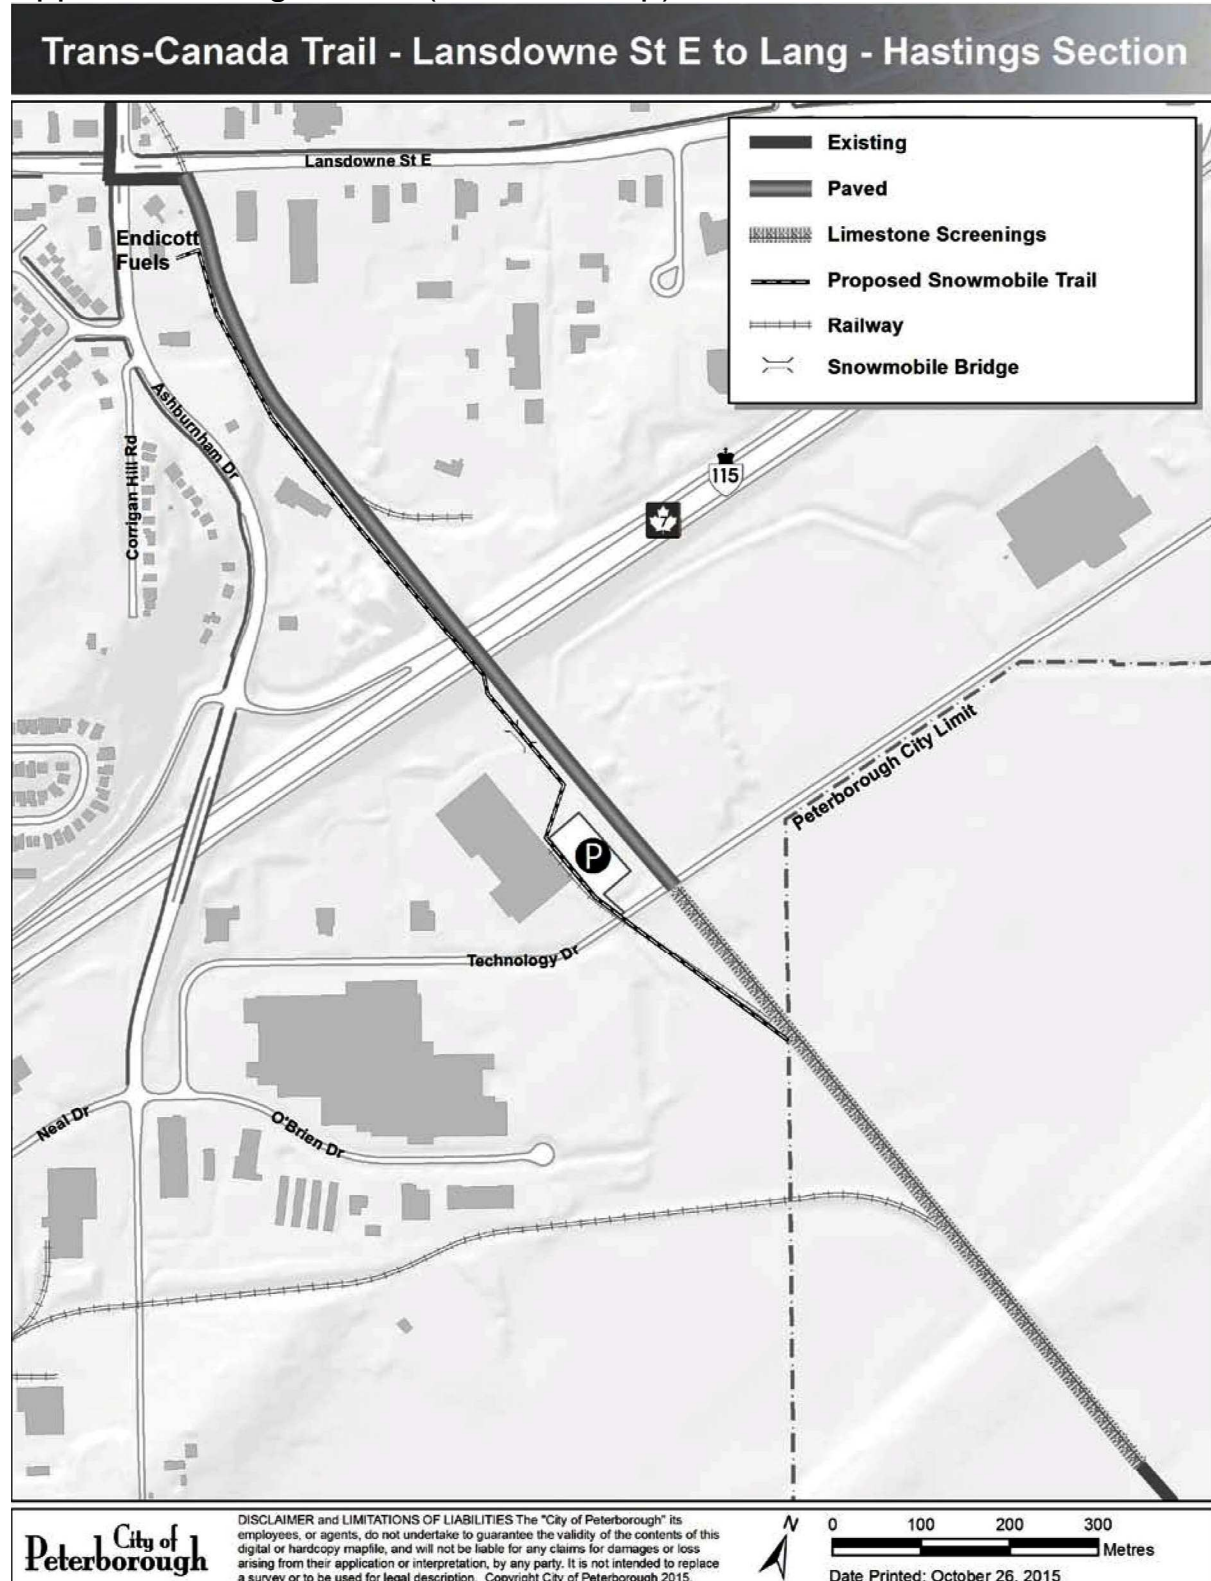 Trans-Canada Trail - Lansdowne St E to Lang - Hastings Section
Existing
Paved
Limestone Screenings
Proposed Snowmobile Trail
Railway
Snowmobile Bridge
Lansdowne St E
Endicott
Fuels
Ashburnham Dr
Corrigan Hill Rd
115
7
Peterborough City Limit
P
Technology Dr
Neal Dr
O'Brien Dr
City of
Peterborough
DISCLAIMER and LIMITATIONS OF LIABILITIES The "City of Peterborough" its
employees, or agents, do not undertake to guarantee the validity of the contents of this
digital or hardcopy mapfile, and will not be liable for any claims for damages or loss
arising from their application or interpretation, by any party. It is not intended to replace
a survey or to be used for legal description. Copyright City of Peterborough 2015.
N
0 100 200 300
Metres
Date Printed: October 26, 2015